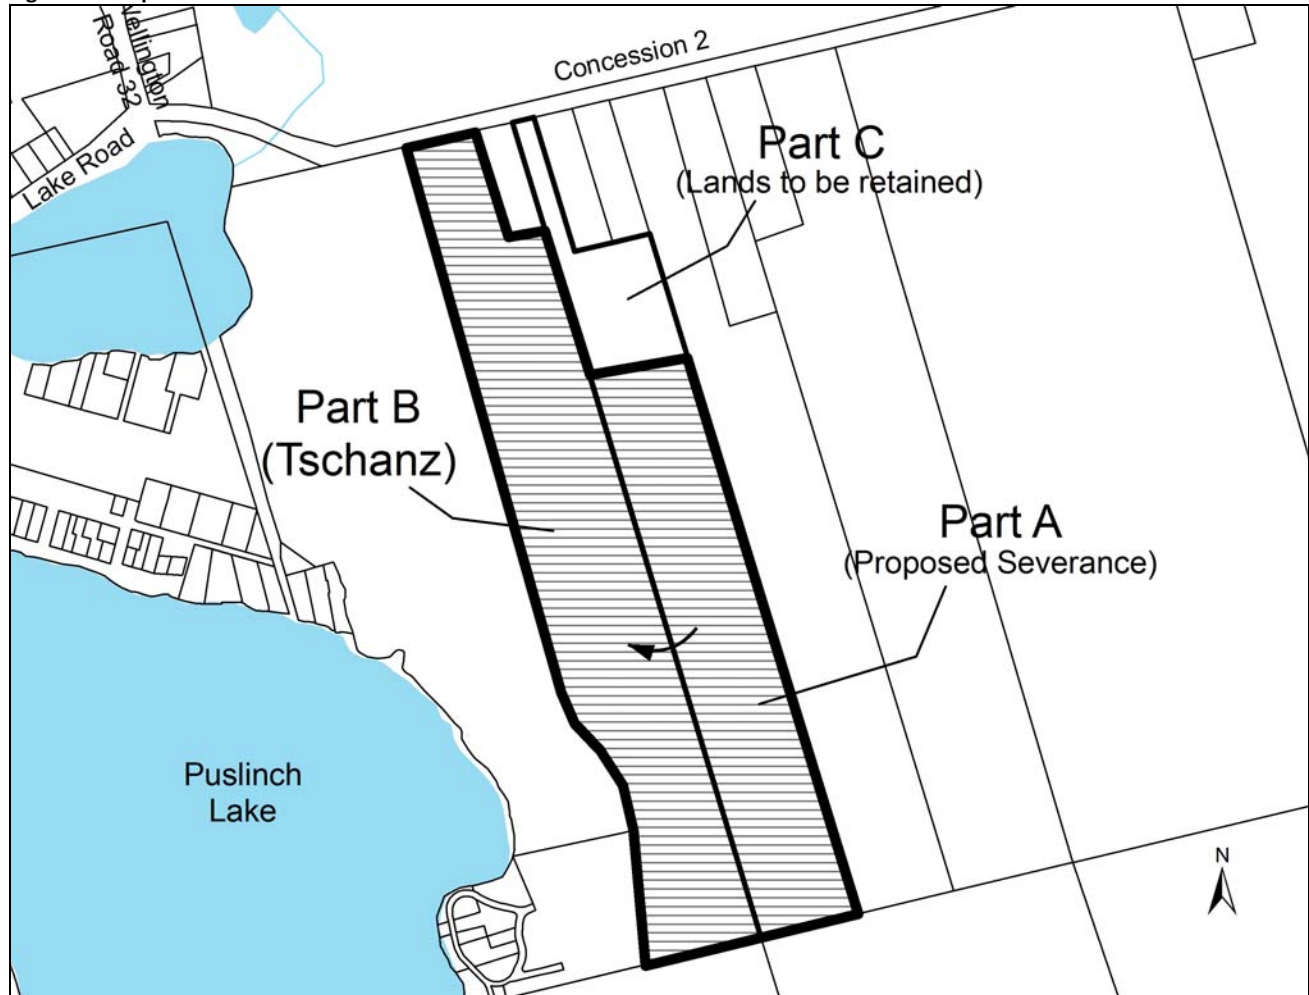 Concession 2
Wellington
Road 32
Lake Road
Part C
(Lands to be retained)
Part B
(Tschanz)
Part A
(Proposed Severance)
Puslinch
Lake
N